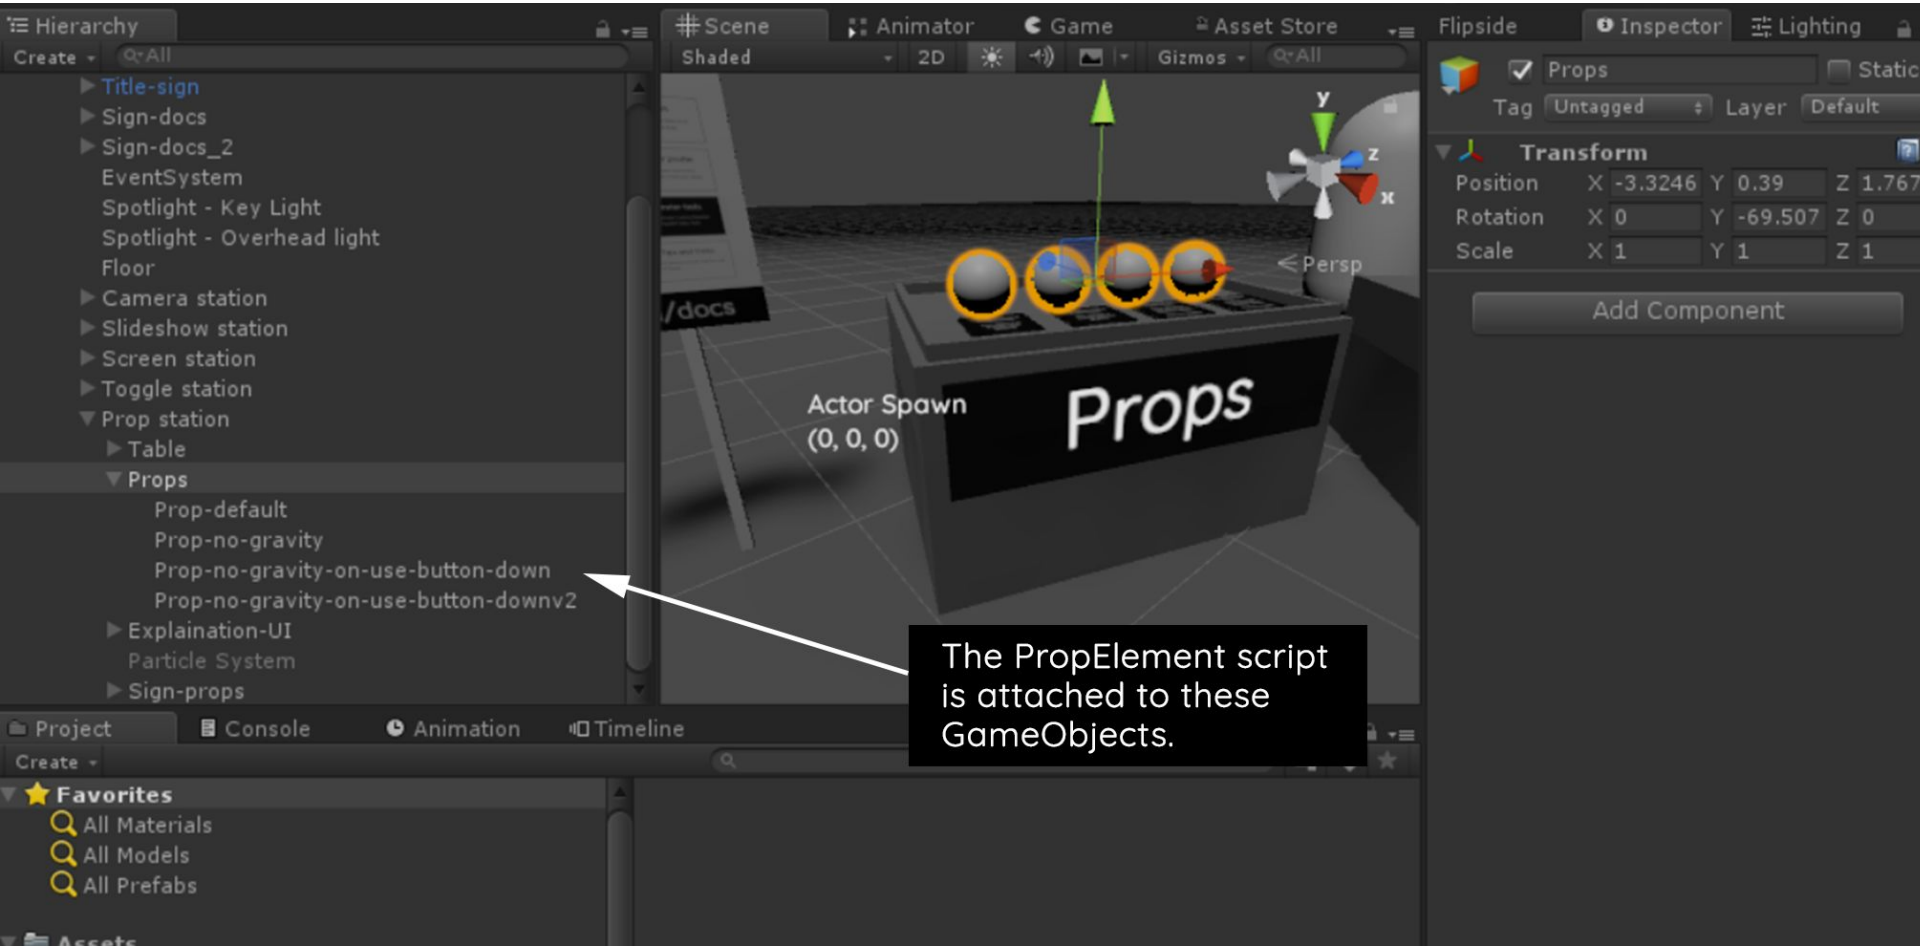 Hierarchy
Create
All
Title-sign
Sign-docs
Sign-docs_2
EventSystem
Spotlight - Key Light
Spotlight - Overhead light
Floor
Camera station
Slideshow station
Screen station
Toggle station
Prop station
Table
Props
Prop-default
Prop-no-gravity
Prop-no-gravity-on-use-button-down
Prop-no-gravity-on-use-button-downv2
Explaination-UI
Particle System
Sign-props
Scene
Animator
Game
Asset Store
Shaded
2D
Gizmos
All
y
z
x
Persp
/docs
Actor Spawn
(0, 0, 0)
Props
The PropElement script
is attached to these
GameObjects.
Flipside
Inspector
Lighting
Props
Static
Tag Untagged Layer Default
Transform
Position X -3.3246 Y 0.39 Z 1.767
Rotation X 0 Y -69.507 Z 0
Scale X 1 Y 1 Z 1
Add Component
Project
Console
Animation
Timeline
Create
Favorites
All Materials
All Models
All Prefabs
Assets